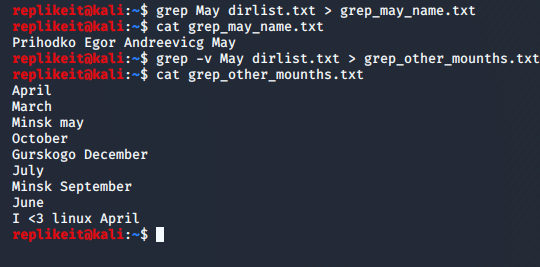 replikeit@kali:~$ grep May dirlist.txt > grep_may_name.txt
replikeit@kali:~$ cat grep_may_name.txt
Prihodko Egor Andreevicg May
replikeit@kali:~$ grep -v May dirlist.txt > grep_other_mounths.txt
replikeit@kali:~$ cat grep_other_mounths.txt
April
March
Minsk may
October
Gurskogo December
July
Minsk September
June
I <3 linux April
replikeit@kali:~$